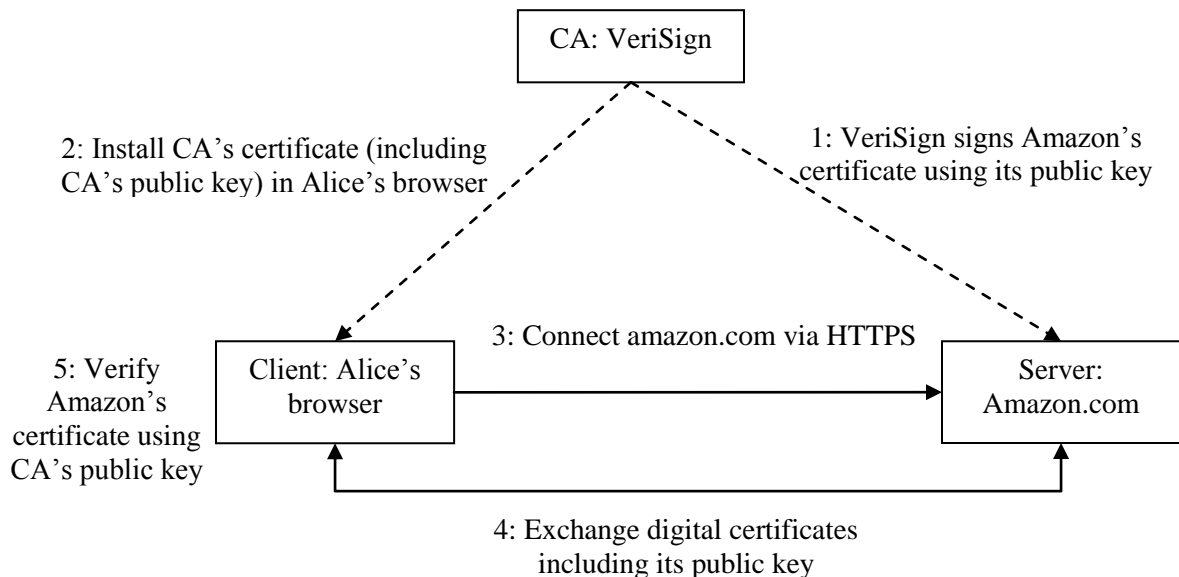 CA: VeriSign
2: Install CA’s certificate (including
CA’s public key) in Alice’s browser
1: VeriSign signs Amazon’s
certificate using its public key
3: Connect amazon.com via HTTPS
5: Verify
Amazon’s
certificate using
CA’s public key
Client: Alice’s
browser
Server:
Amazon.com
4: Exchange digital certificates
including its public key